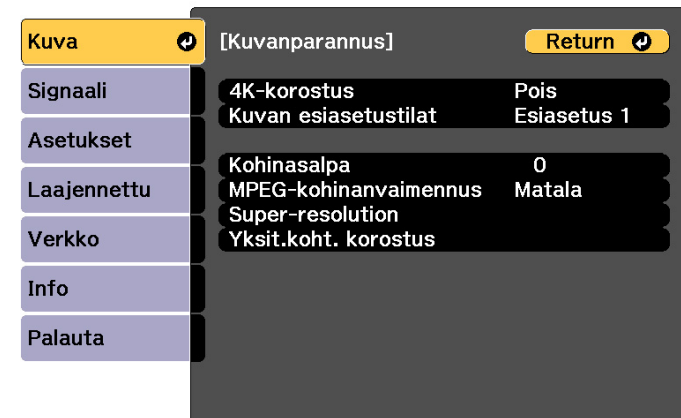 Kuva
Signaali
Asetukset
Laajennettu
Verkko
Info
Palauta
[Kuvanparannus] Return
4K-korostus Pois
Kuvan esiasetustilat Esiasetus 1
Kohinasalpa 0
MPEG-kohinanvaimennus Matala
Super-resolution
Yksit.koht. korostus